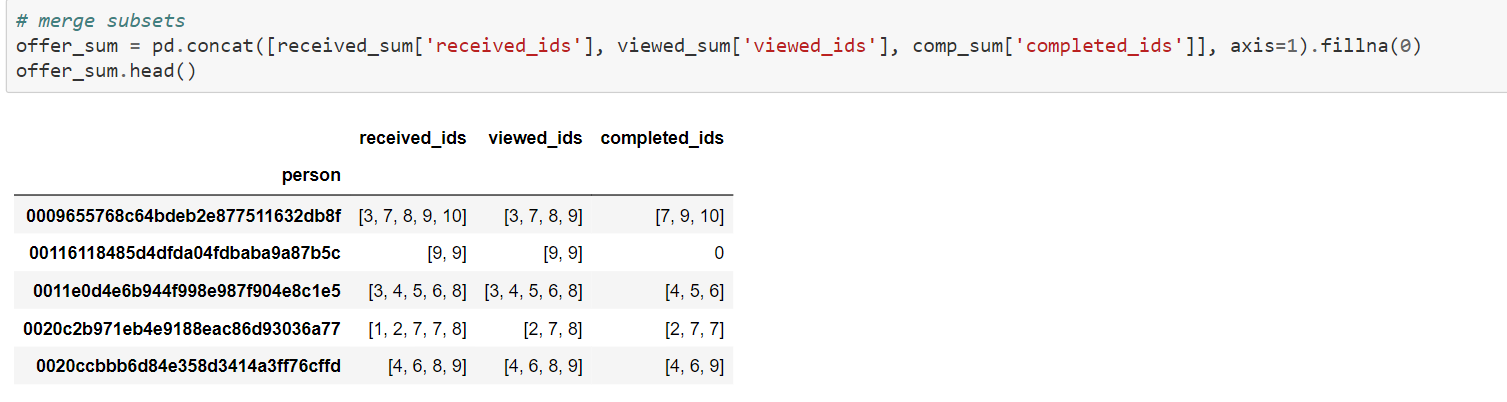 # merge subsets
offer_sum = pd.concat([received_sum['received_ids'], viewed_sum['viewed_ids'], comp_sum['completed_ids']], axis=1).fillna(0)
offer_sum.head()
received_ids viewed_ids completed_ids
person
0009655768c64bdeb2e877511632db8f [3, 7, 8, 9, 10] [3, 7, 8, 9] [7, 9, 10]
00116118485d4dfda04fdbaba9a87b5c [9, 9] [9, 9] 0
0011e0d4e6b944f998e987f904e8c1e5 [3, 4, 5, 6, 8] [3, 4, 5, 6, 8] [4, 5, 6]
0020c2b971eb4e9188eac86d93036a77 [1, 2, 7, 7, 8] [2, 7, 8] [2, 7, 7]
0020ccbbb6d84e358d3414a3ff76cffd [4, 6, 8, 9] [4, 6, 8, 9] [4, 6, 9]